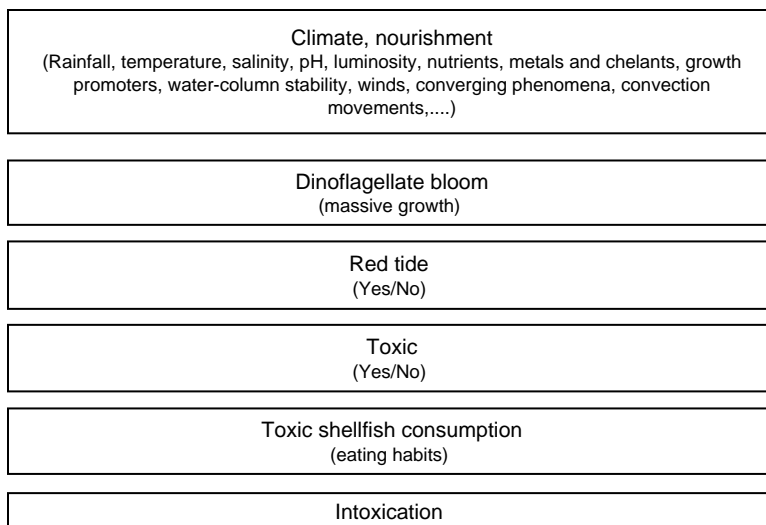 Climate, nourishment
(Rainfall, temperature, salinity, pH, luminosity, nutrients, metals and chelants, growth
promoters, water-column stability, winds, converging phenomena, convection
movements,....)
Dinoflagellate bloom
(massive growth)
Red tide
(Yes/No)
Toxic
(Yes/No)
Toxic shellfish consumption
(eating habits)
Intoxication